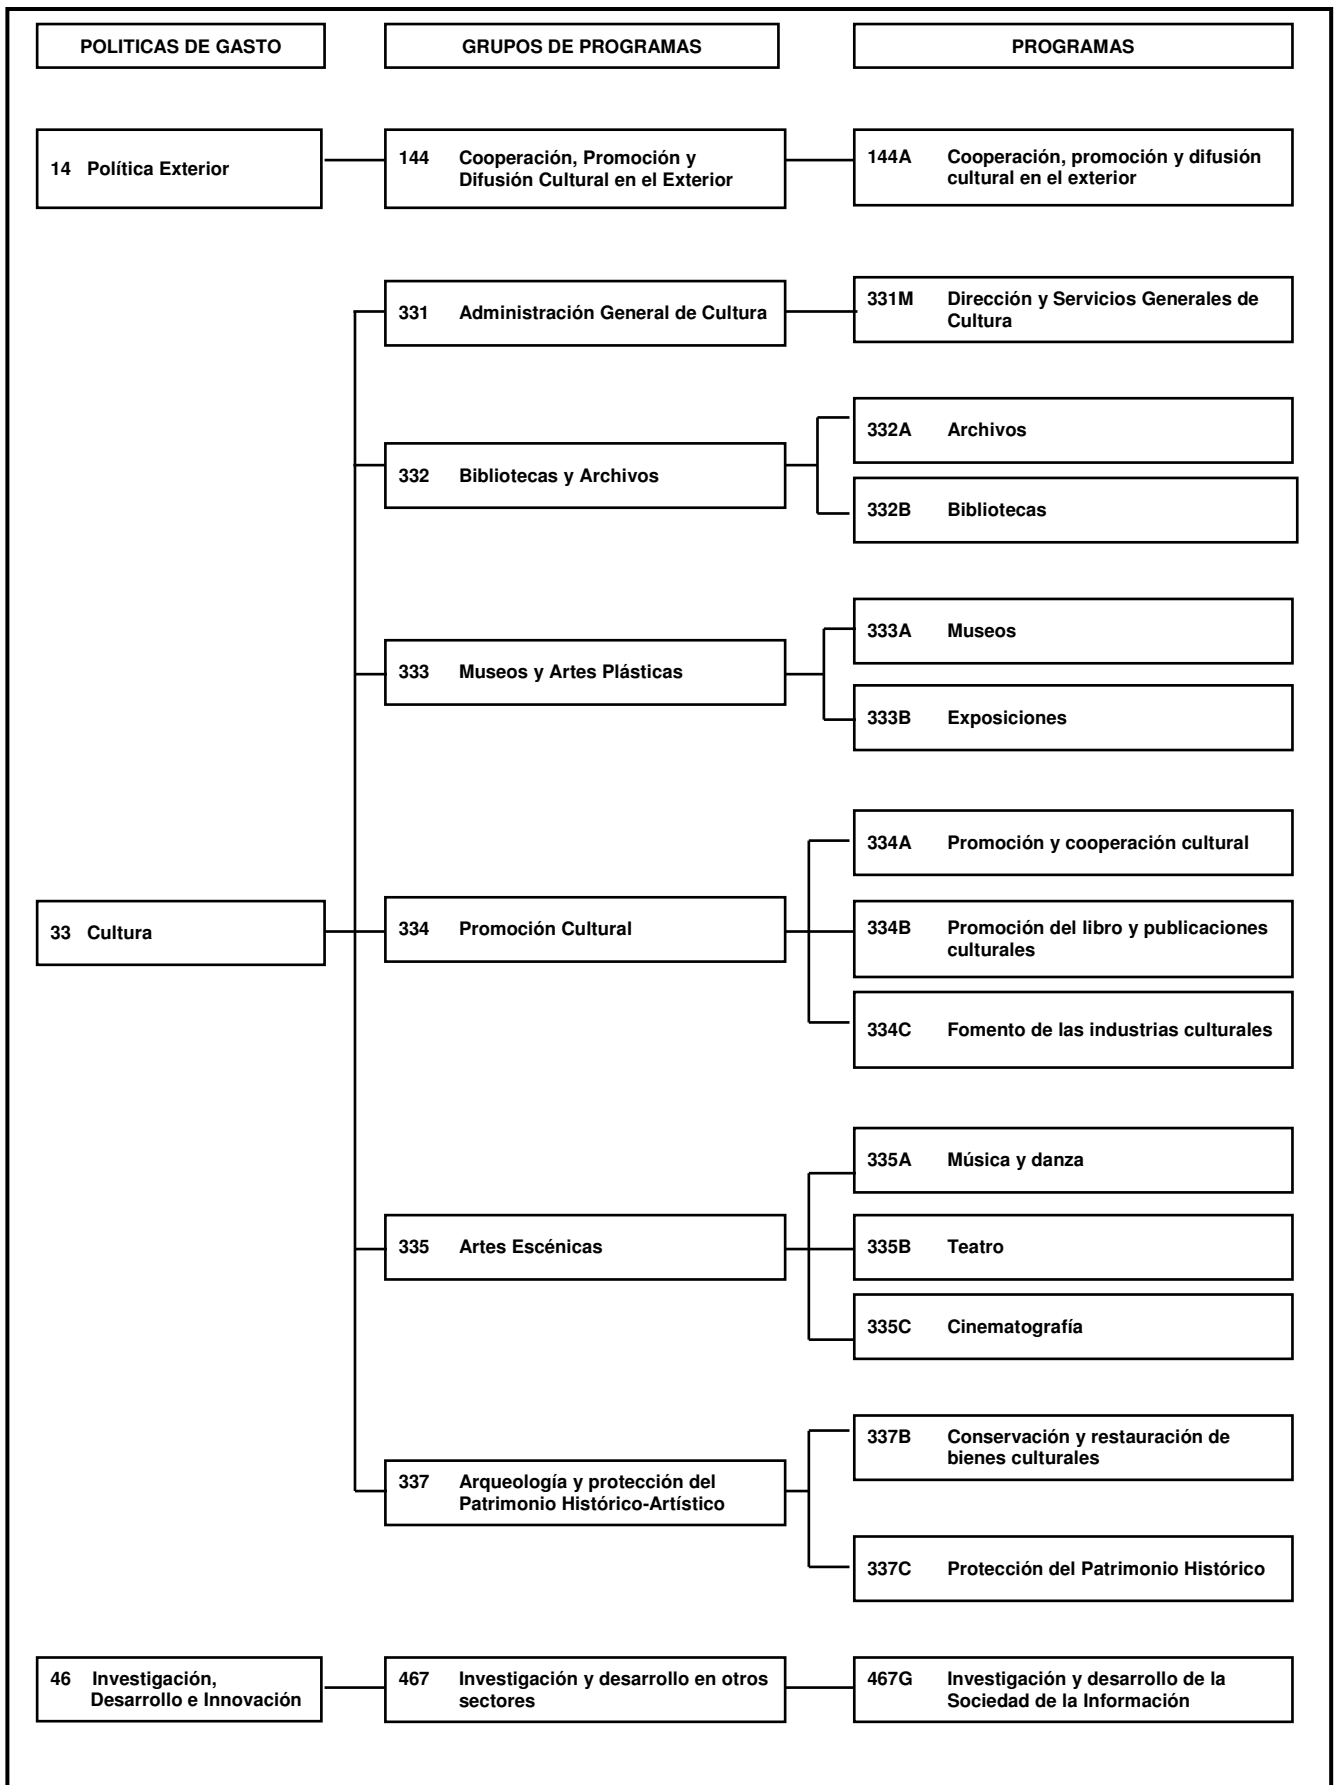 POLITICAS DE GASTO
GRUPOS DE PROGRAMAS
PROGRAMAS
14 Política Exterior
144 Cooperación, Promoción y
Difusión Cultural en el Exterior
144A Cooperación, promoción y difusión
cultural en el exterior
33 Cultura
331 Administración General de Cultura
331M Dirección y Servicios Generales de
Cultura
332 Bibliotecas y Archivos
332A Archivos
332B Bibliotecas
333 Museos y Artes Plásticas
333A Museos
333B Exposiciones
334 Promoción Cultural
334A Promoción y cooperación cultural
334B Promoción del libro y publicaciones
culturales
334C Fomento de las industrias culturales
335 Artes Escénicas
335A Música y danza
335B Teatro
335C Cinematografía
337 Arqueología y protección del
Patrimonio Histórico-Artístico
337B Conservación y restauración de
bienes culturales
337C Protección del Patrimonio Histórico
46 Investigación,
Desarrollo e Innovación
467 Investigación y desarrollo en otros
sectores
467G Investigación y desarrollo de la
Sociedad de la Información